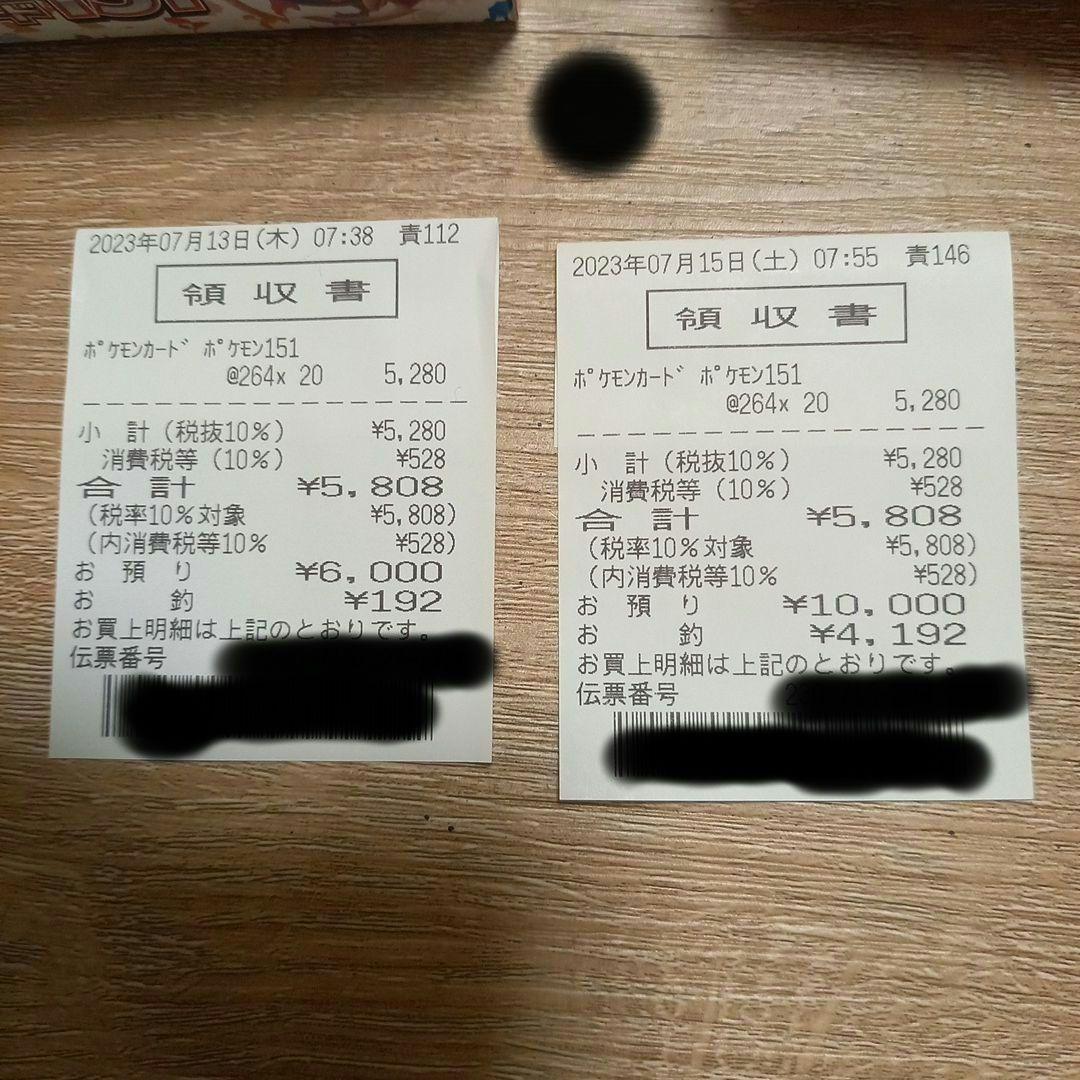 2023年07月13日(木) 07:38 責112
領収書
ﾎﾟｹﾓﾝｶｰﾄﾞ ﾎﾟｹﾓﾝ151
@264x 20 5,280
小 計(税抜10%) ¥5,280
消費税等(10%) ¥528
合 計 ¥5,808
(税率10%対象 ¥5,808)
(内消費税等10% ¥528)
お 預 り ¥6,000
お 釣 ¥192
お買上明細は上記のとおりです。
伝票番号
2023年07月15日(土) 07:55 責146
領収書
ﾎﾟｹﾓﾝｶｰﾄﾞ ﾎﾟｹﾓﾝ151
@264x 20 5,280
小 計(税抜10%) ¥5,280
消費税等(10%) ¥528
合 計 ¥5,808
(税率10%対象 ¥5,808)
(内消費税等10% ¥528)
お 預 り ¥10,000
お 釣 ¥4,192
お買上明細は上記のとおりです。
伝票番号